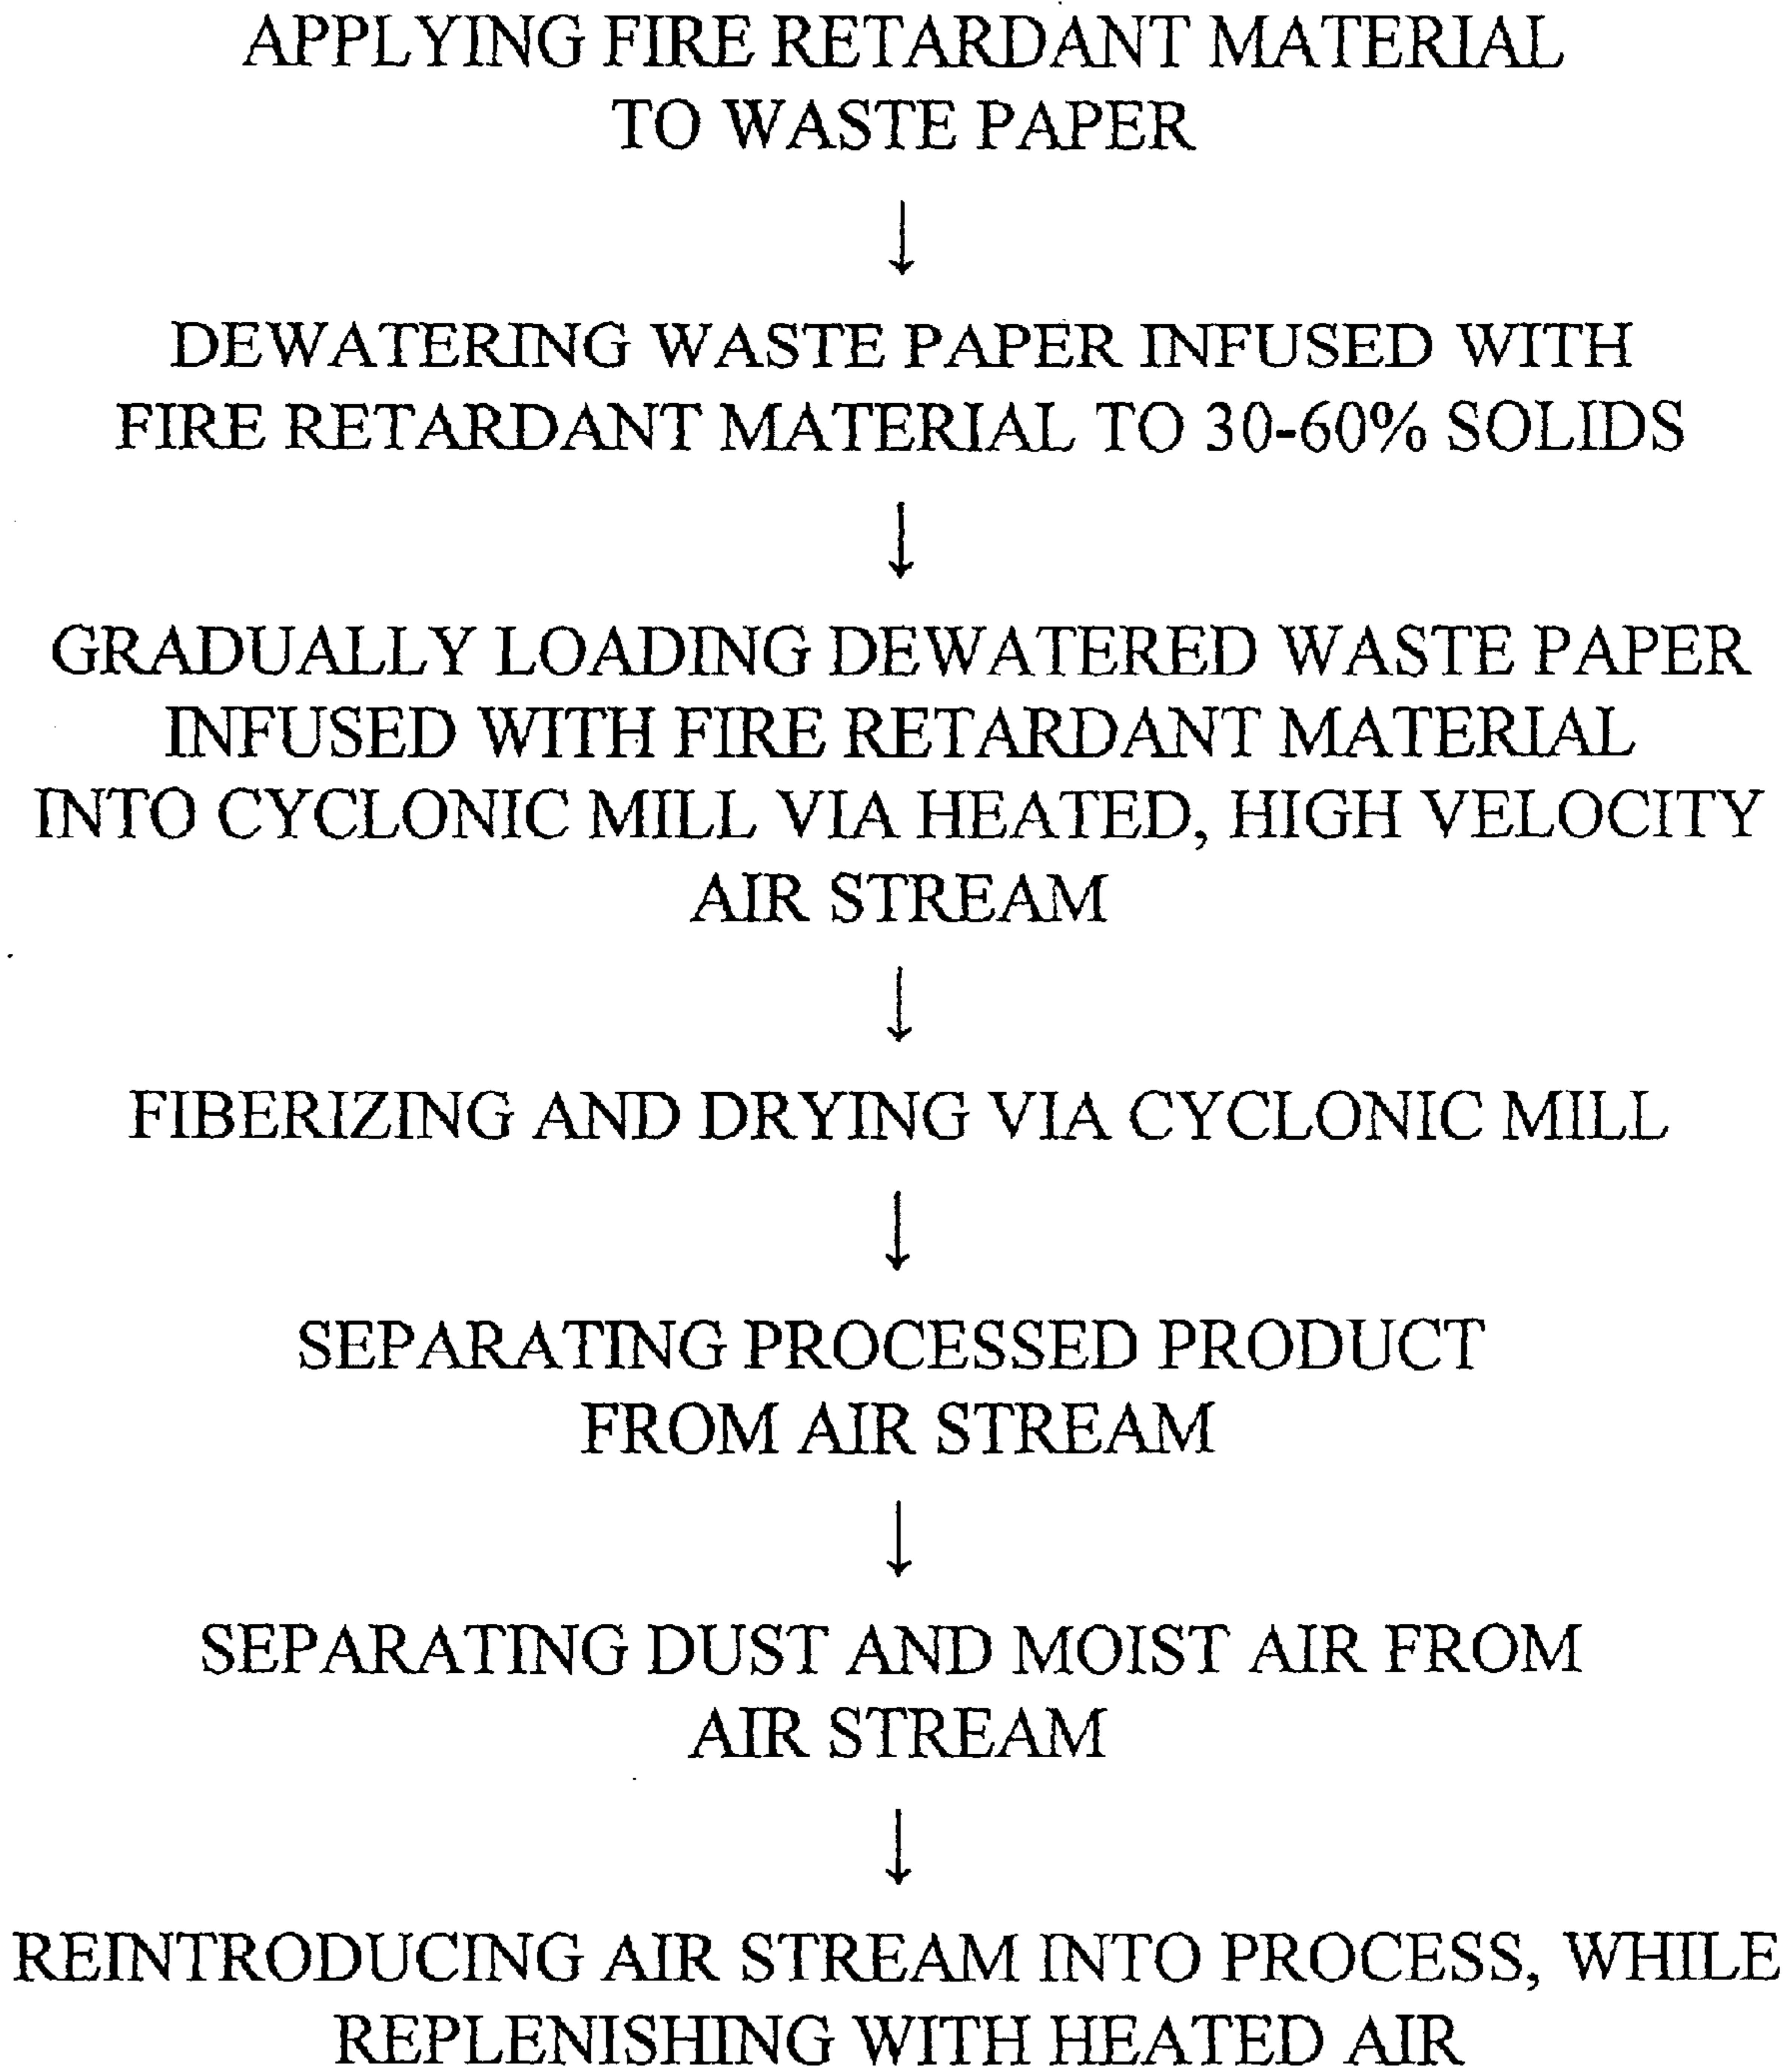 APPLYING FIRE RETARDANT MATERIAL
TO WASTE PAPER
↓
DEWATERING WASTE PAPER INFUSED WITH
FIRE RETARDANT MATERIAL TO 30-60% SOLIDS
↓
GRADUALLY LOADING DEWATERED WASTE PAPER
INFUSED WITH FIRE RETARDANT MATERIAL
INTO CYCLONIC MILL VIA HEATED, HIGH VELOCITY
AIR STREAM
↓
FIBERIZING AND DRYING VIA CYCLONIC MILL
↓
SEPARATING PROCESSED PRODUCT
FROM AIR STREAM
↓
SEPARATING DUST AND MOIST AIR FROM
AIR STREAM
↓
REINTRODUCING AIR STREAM INTO PROCESS, WHILE
REPLENISHING WITH HEATED AIR